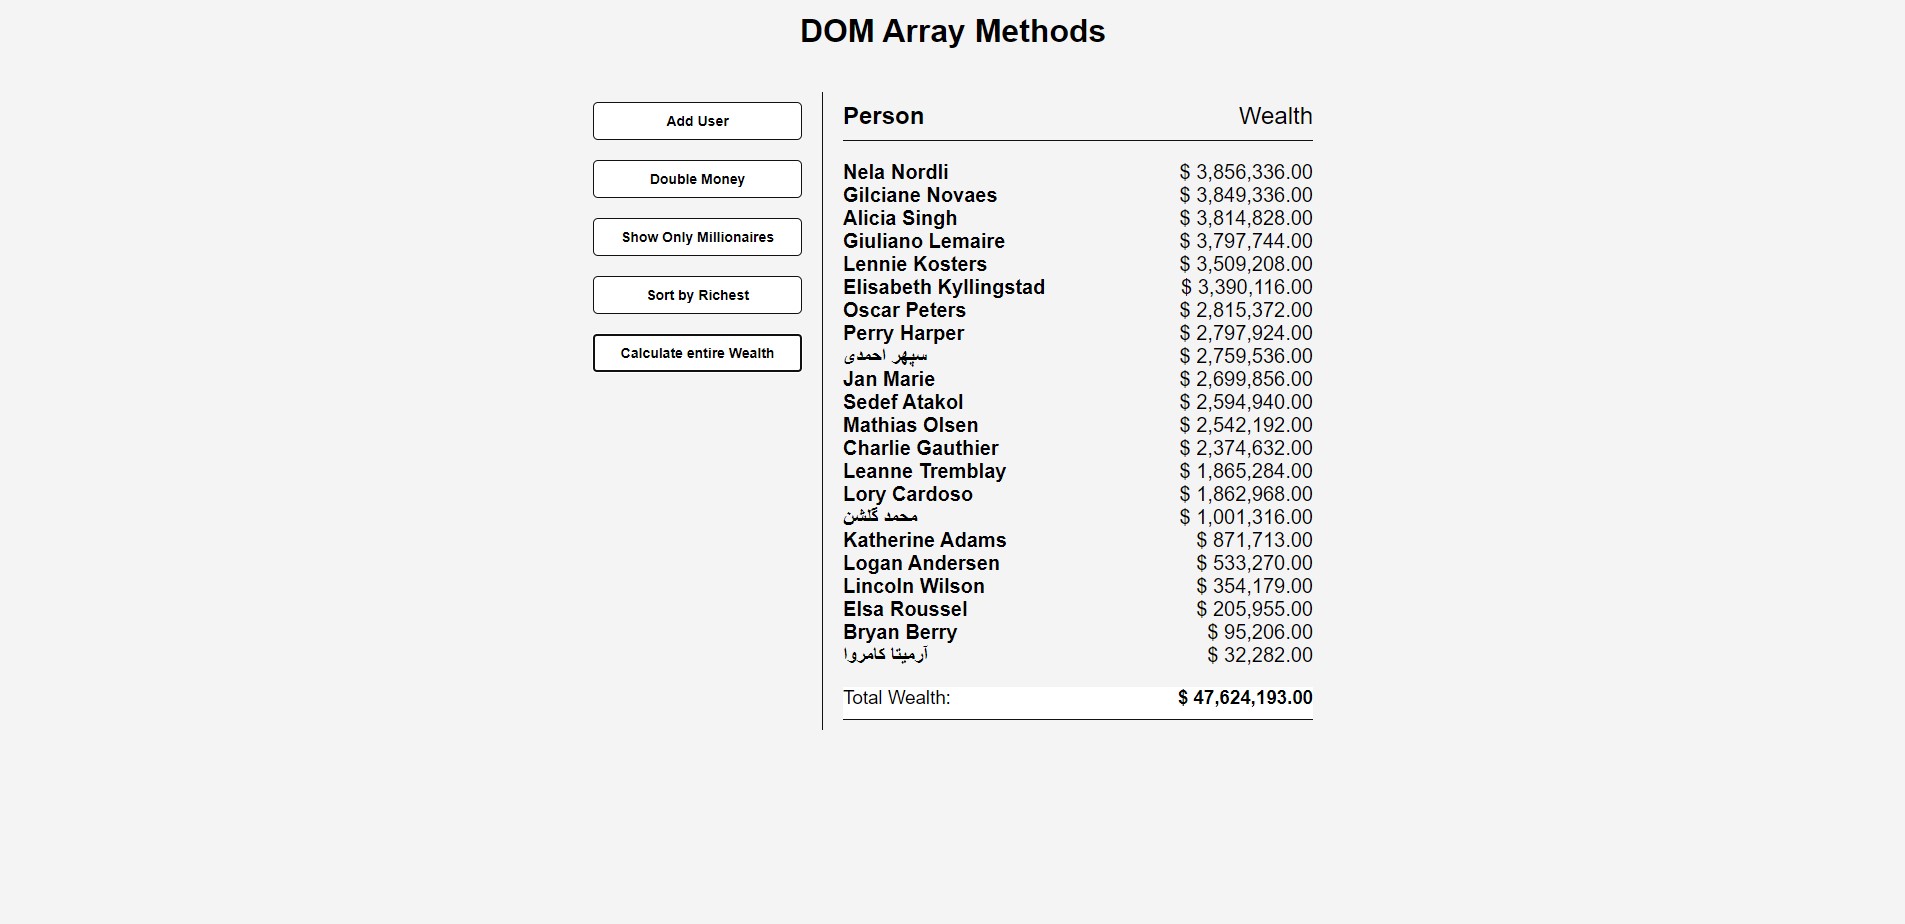 DOM Array Methods
Add User
Double Money
Show Only Millionaires
Sort by Richest
Calculate entire Wealth
Person Wealth
Nela Nordli $ 3,856,336.00
Gilciane Novaes $ 3,849,336.00
Alicia Singh $ 3,814,828.00
Giuliano Lemaire $ 3,797,744.00
Lennie Kosters $ 3,509,208.00
Elisabeth Kyllingstad $ 3,390,116.00
Oscar Peters $ 2,815,372.00
Perry Harper $ 2,797,924.00
سپهر احمدی $ 2,759,536.00
Jan Marie $ 2,699,856.00
Sedef Atakol $ 2,594,940.00
Mathias Olsen $ 2,542,192.00
Charlie Gauthier $ 2,374,632.00
Leanne Tremblay $ 1,865,284.00
Lory Cardoso $ 1,862,968.00
محمد گلشن $ 1,001,316.00
Katherine Adams $ 871,713.00
Logan Andersen $ 533,270.00
Lincoln Wilson $ 354,179.00
Elsa Roussel $ 205,955.00
Bryan Berry $ 95,206.00
آرمیتا کامروا $ 32,282.00
Total Wealth: $ 47,624,193.00